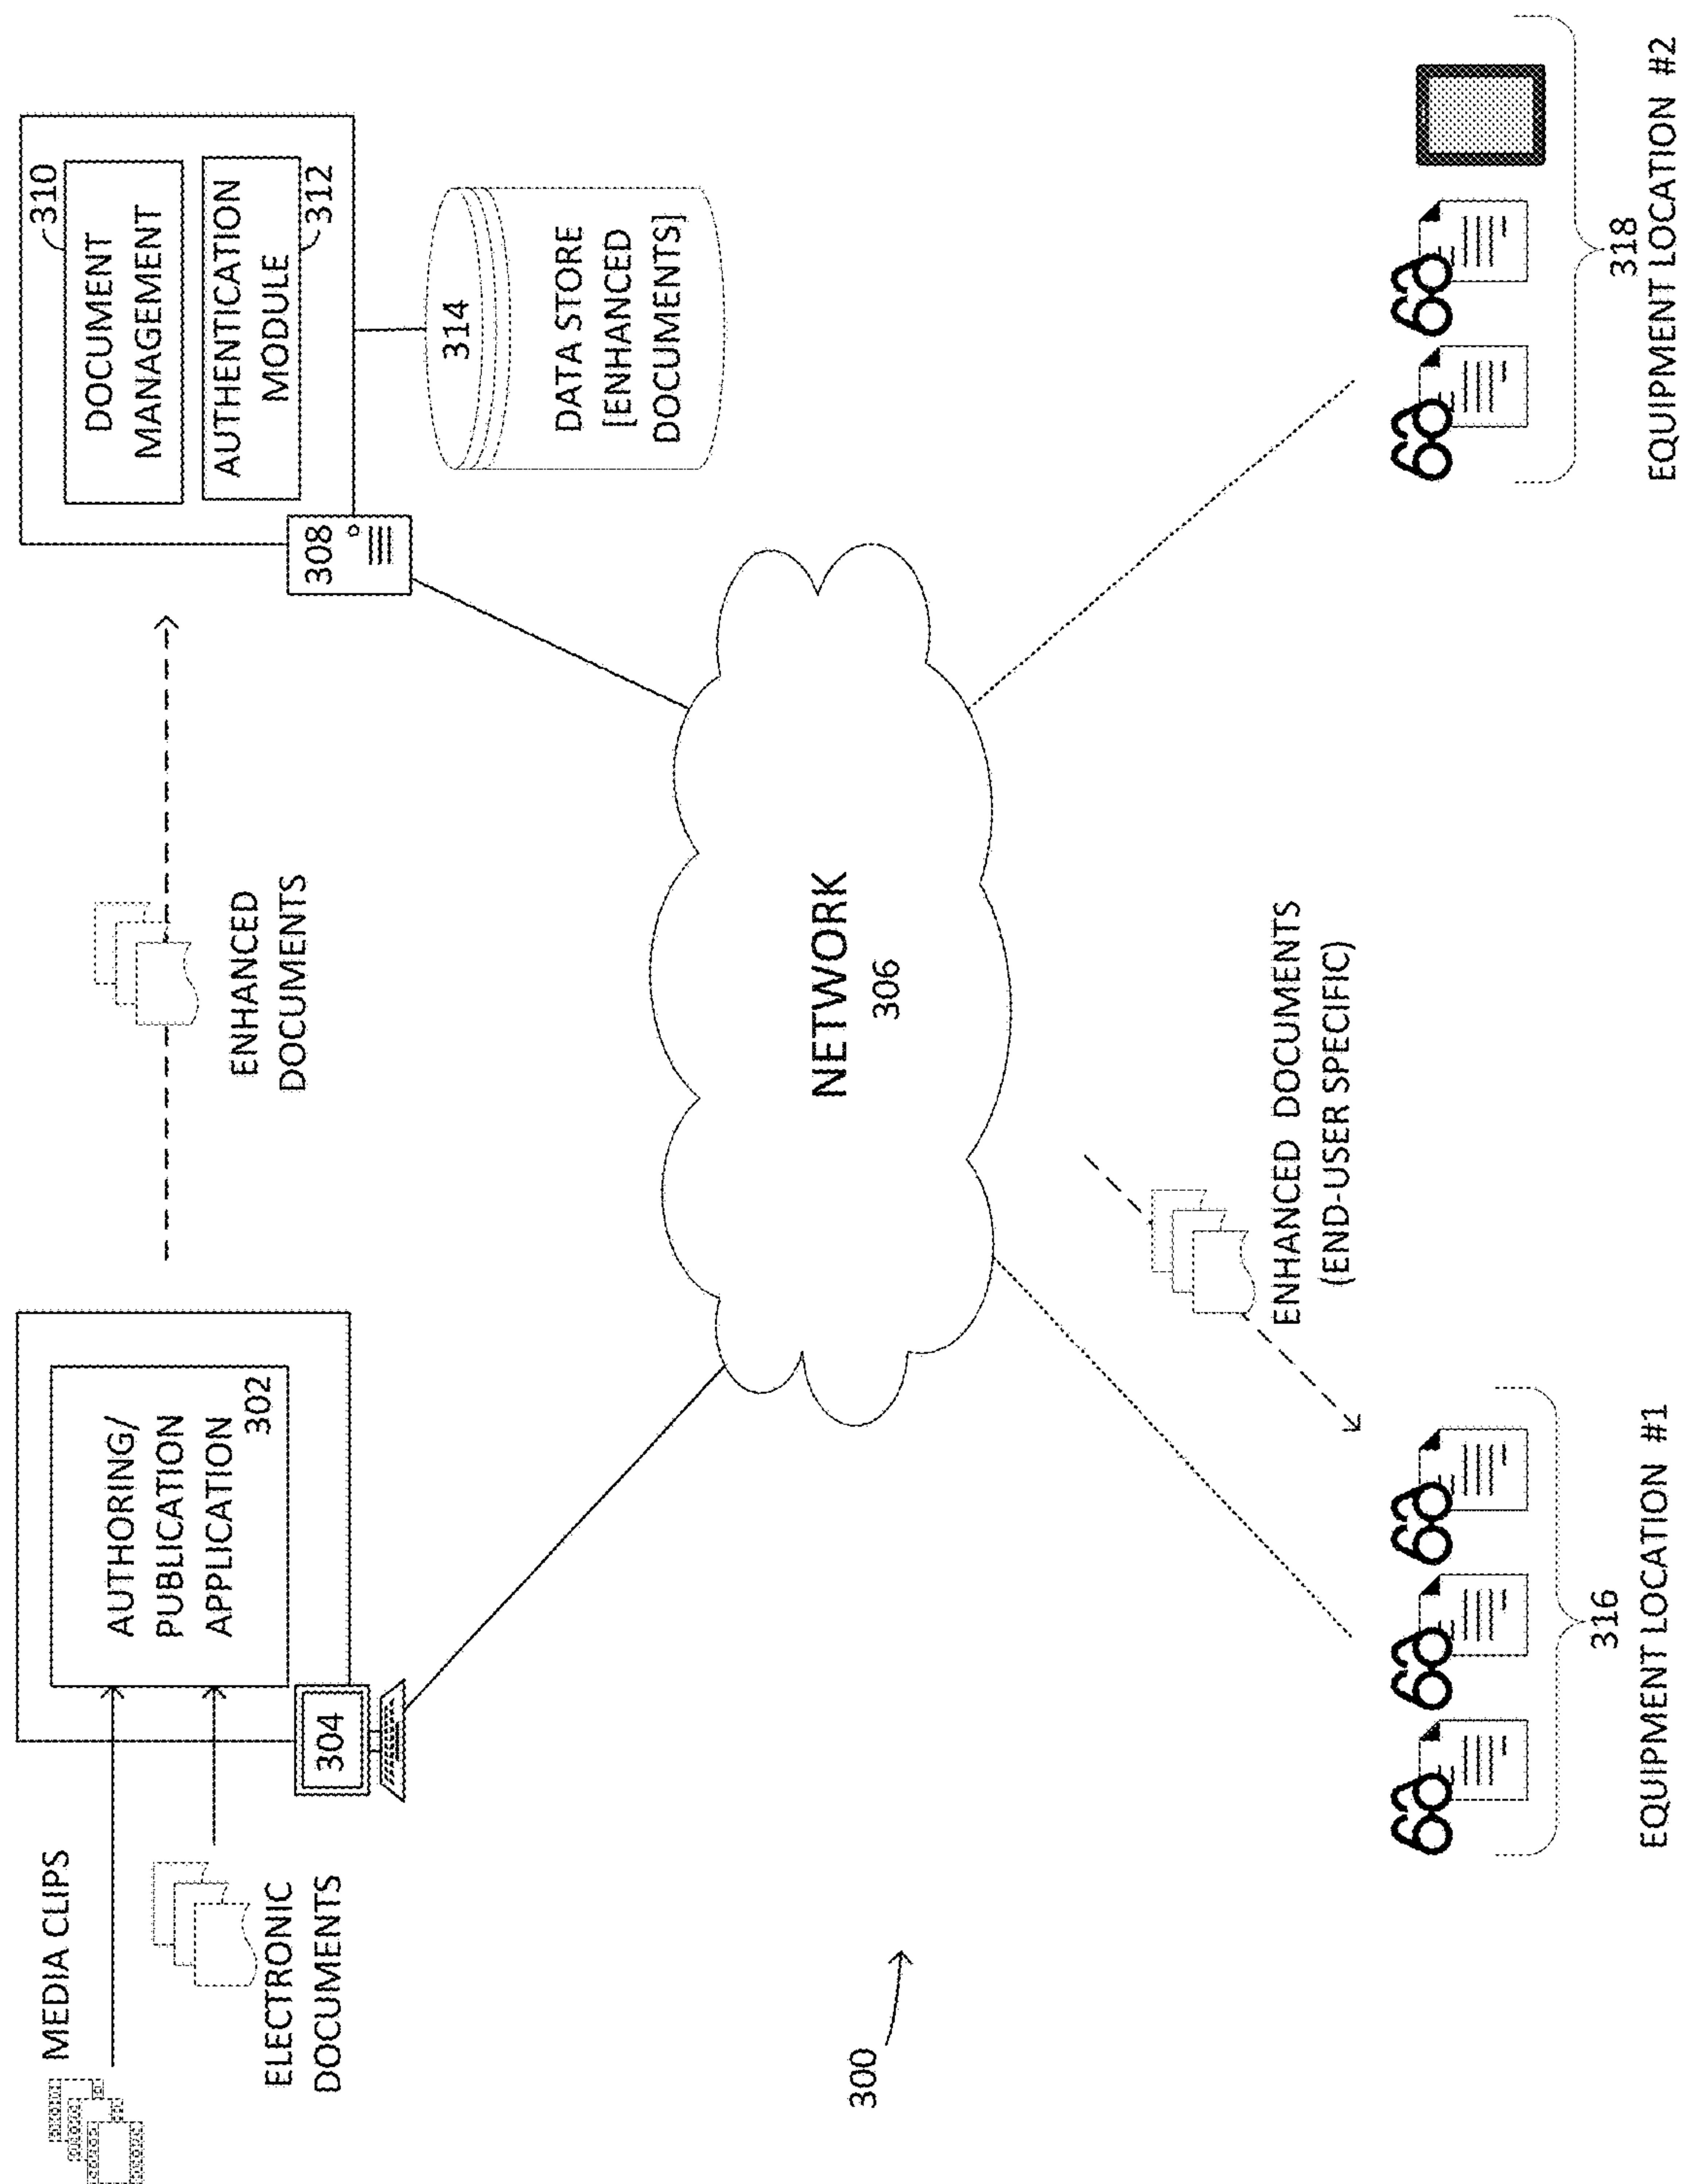 MEDIA CLIPS
ELECTRONIC
DOCUMENTS
AUTHORING/
PUBLICATION
APPLICATION
302
304
ENHANCED
DOCUMENTS
310
DOCUMENT
MANAGEMENT
AUTHENTICATION
MODULE
312
308
314
DATA STORE
[ENHANCED
DOCUMENTS]
NETWORK
306
300
ENHANCED DOCUMENTS
(END-USER SPECIFIC)
316
EQUIPMENT LOCATION #1
318
EQUIPMENT LOCATION #2